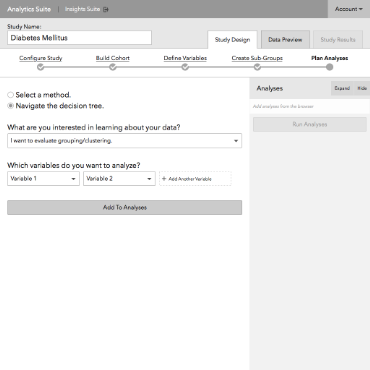 Analytics Suite | Insights Suite Account
Study Name:
Diabetes Mellitus
Study Design Data Preview Study Results
Configure Study Build Cohort Define Variables Create Sub-Groups Plan Analyses
Select a method.
Navigate the decision tree.
Analyses Expand Hide
Add analyses from the browser
Run Analyses
What are you interested in learning about your data?
I want to evaluate grouping/clustering.
Which variables do you want to analyze?
Variable 1 Variable 2 + Add Another Variable
Add To Analyses